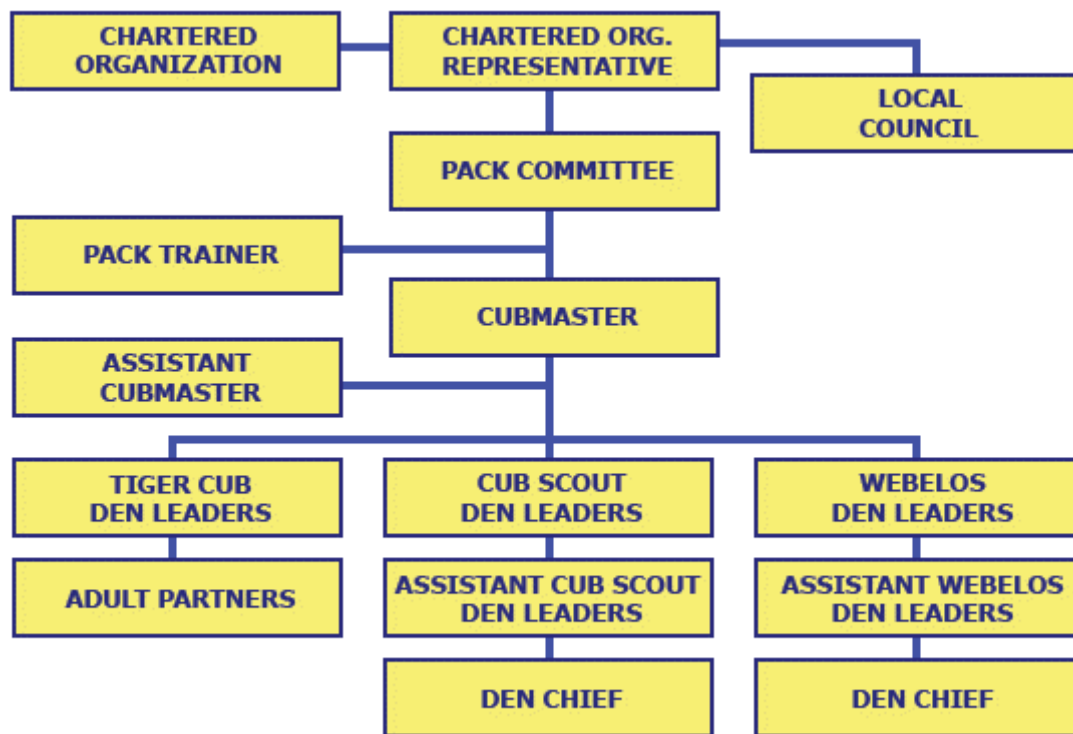 CHARTERED
ORGANIZATION
CHARTERED ORG.
REPRESENTATIVE
LOCAL
COUNCIL
PACK COMMITTEE
PACK TRAINER
CUBMASTER
ASSISTANT
CUBMASTER
TIGER CUB
DEN LEADERS
CUB SCOUT
DEN LEADERS
WEBELOS
DEN LEADERS
ADULT PARTNERS
ASSISTANT CUB SCOUT
DEN LEADERS
ASSISTANT WEBELOS
DEN LEADERS
DEN CHIEF
DEN CHIEF